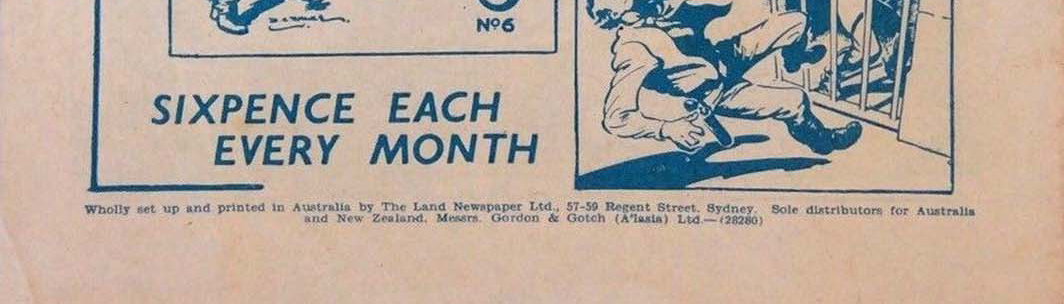 Nº6
SIXPENCE EACH
EVERY MONTH
Wholly set up and printed in Australia by The Land Newspaper Ltd., 57-59 Regent Street, Sydney. Sole distributors for Australia
and New Zealand, Messrs. Gordon & Gotch (A'lasia) Ltd.—(28280)